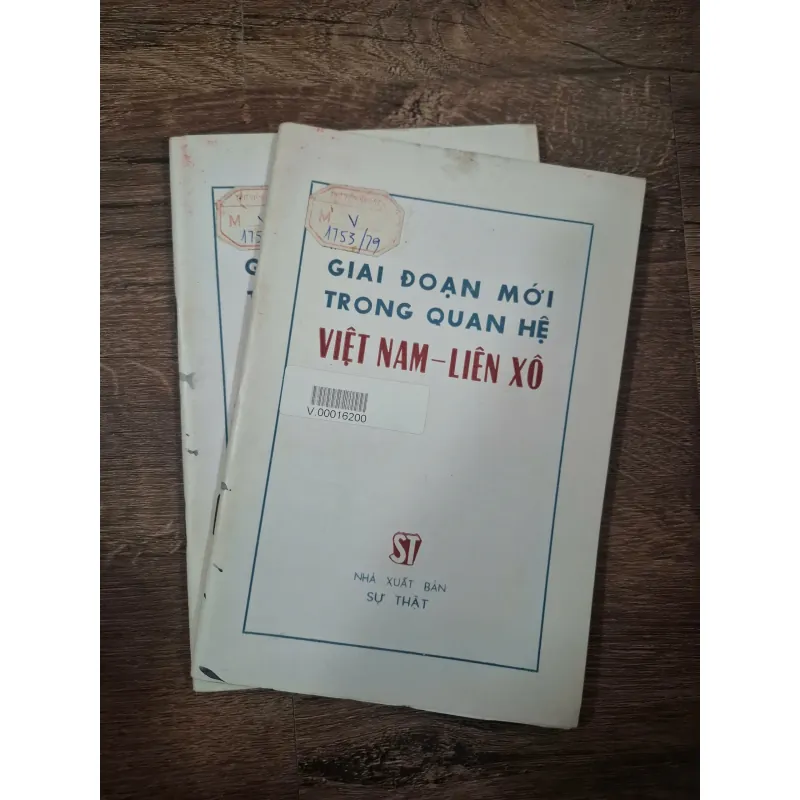 M V
1753/79
GIAI ĐOẠN MỚI
TRONG QUAN HỆ
VIỆT NAM – LIÊN XÔ
V.00016200
ST
NHÀ XUẤT BẢN
SỰ THẬT
M V
175
G